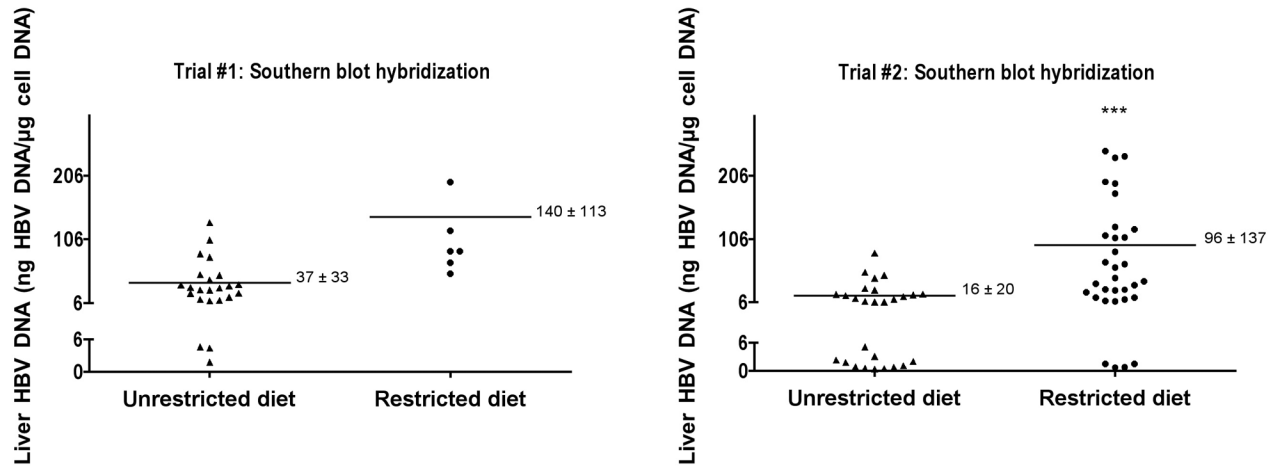 Trial #1: Southern blot hybridization
Liver HBV DNA (ng HBV DNA/µg cell DNA)
206
106
6
6
0
37 ± 33
140 ± 113
Unrestricted diet
Restricted diet
Trial #2: Southern blot hybridization
Liver HBV DNA (ng HBV DNA/µg cell DNA)
***
206
106
6
6
0
16 ± 20
96 ± 137
Unrestricted diet
Restricted diet